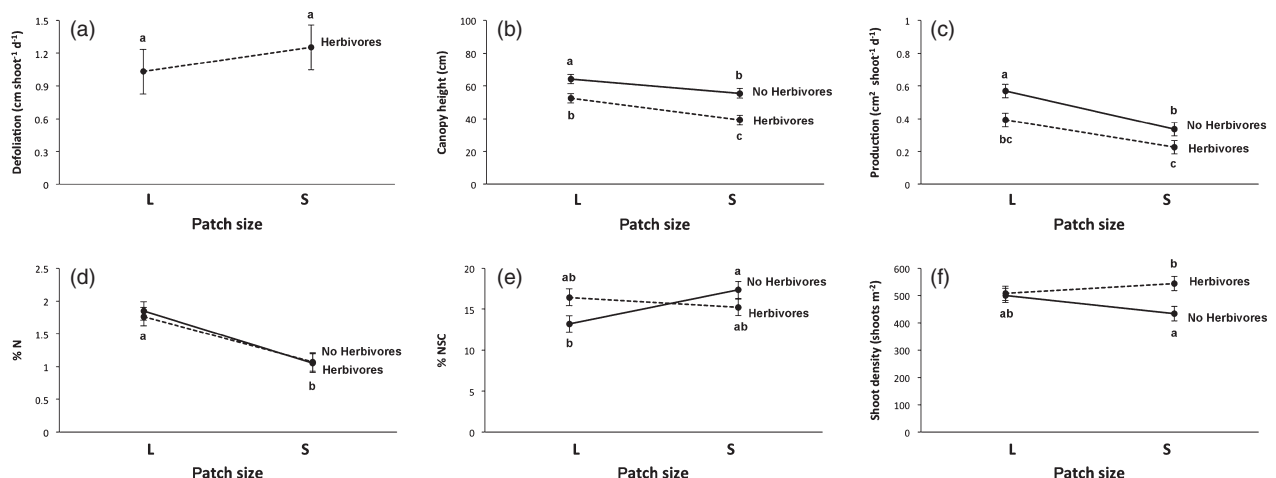 (a)
Defoliation (cm shoot⁻¹ d⁻¹)
1.5
1.2
0.9
0.6
0.3
0
a
a
Herbivores
L
S
Patch size
(b)
Canopy height (cm)
100
80
60
40
20
0
a
b
b
c
No Herbivores
Herbivores
L
S
Patch size
(c)
Production (cm² shoot⁻¹ d⁻¹)
1
0.8
0.6
0.4
0.2
0
a
b
bc
c
No Herbivores
Herbivores
L
S
Patch size
(d)
% N
2.5
2
1.5
1
0.5
0
a
b
No Herbivores
Herbivores
L
S
Patch size
(e)
% NSC
20
15
10
5
0
ab
a
b
ab
No Herbivores
Herbivores
L
S
Patch size
(f)
Shoot density (shoots m⁻²)
600
500
400
300
200
100
0
b
ab
a
Herbivores
No Herbivores
L
S
Patch size